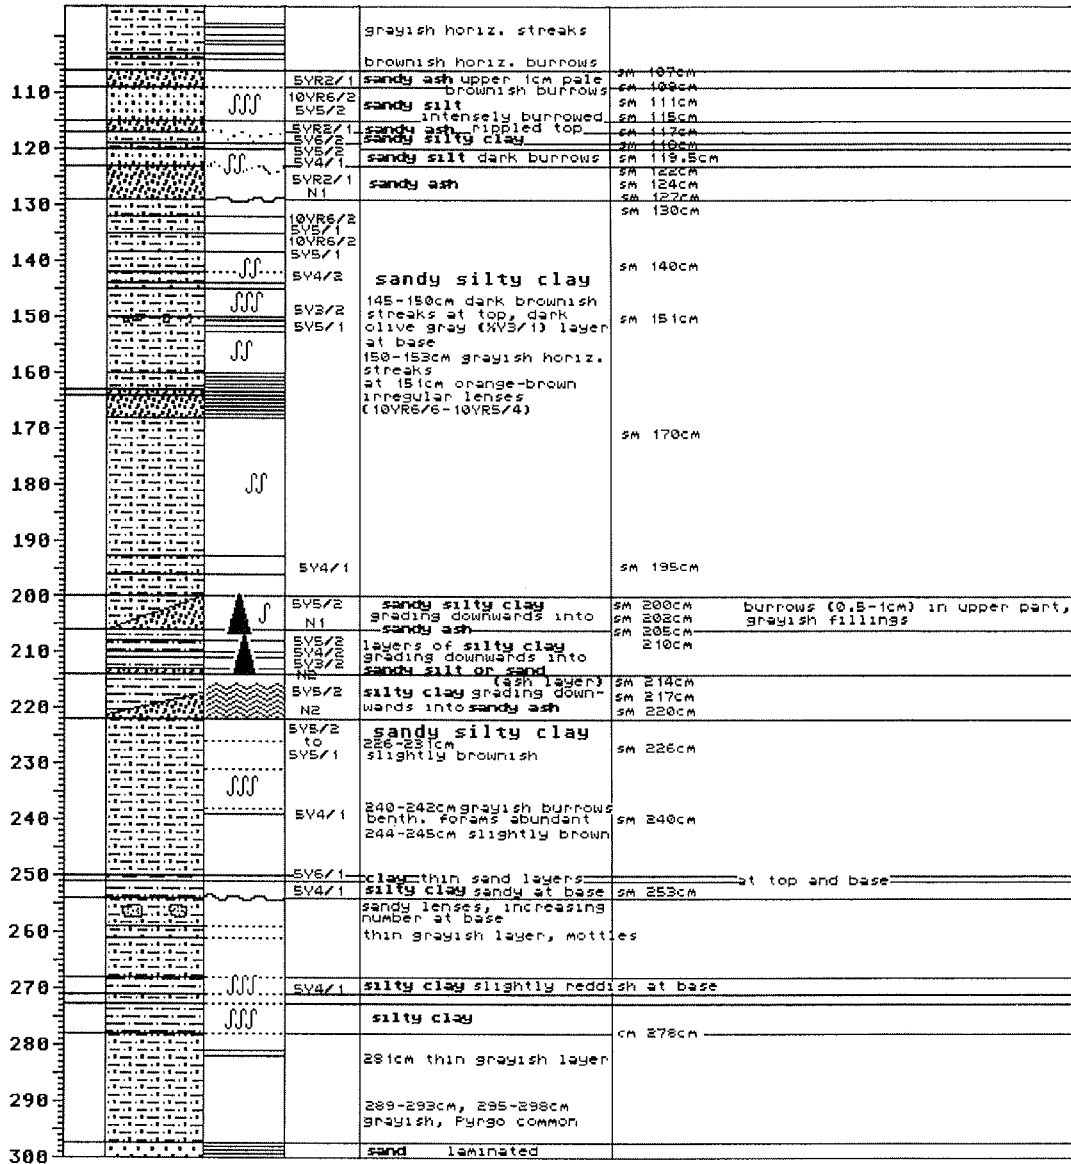 grayish horiz. streaks
brownish horiz. burrows
sm 107cm
5YR2/1 sandy ash upper 1cm pale
brownish burrows sm 109cm
110
10YR6/2 sandy silt sm 111cm
5Y5/2 intensely burrowed sm 115cm
5YR2/1 sandy ash rippled top sm 117cm
5Y6/2 sandy silty clay sm 118cm
120
5Y5/2
5Y4/1 sandy silt dark burrows sm 119.5cm
sm 122cm
5YR2/1 sandy ash sm 124cm
N1 sm 127cm
130 sm 130cm
10YR6/2
5Y5/1
10YR6/2
5Y5/1
140 sm 140cm
5Y4/2 sandy silty clay
145-150cm dark brownish
5Y3/2 streaks at top, dark
150 sm 151cm
5Y5/1 olive gray (%Y3/1) layer
at base
150-153cm grayish horiz.
streaks
160 at 151cm orange-brown
irregular lenses
(10YR6/6-10YR5/4)
170 sm 170cm
180
190
5Y4/1 sm 195cm
200
5Y5/2 sandy silty clay sm 200cm burrows (0.5-1cm) in upper part,
N1 grading downwards into sm 202cm grayish fillings
sandy ash sm 205cm
5Y5/2 layers of silty clay 210cm
210
5Y4/2 grading downwards into
5Y3/2 sandy silt or sand
N2 (ash layer) sm 214cm
5Y5/2 silty clay grading down- sm 217cm
220
N2 wards into sandy ash sm 220cm
5Y5/2 sandy silty clay
to 226-231cm sm 226cm
5Y5/1 slightly brownish
230
240-242cm grayish burrows
240
5Y4/1 benth. forams abundant sm 240cm
244-245cm slightly brown
250
5Y6/1 clay thin sand layers at top and base
5Y4/1 silty clay sandy at base sm 253cm
sandy lenses, increasing
number at base
260 thin grayish layer, mottles
270 5Y4/1 silty clay slightly reddish at base
silty clay
cm 278cm
280
281cm thin grayish layer
290
289-293cm, 295-298cm
grayish, Pyrgo common
300 sand laminated